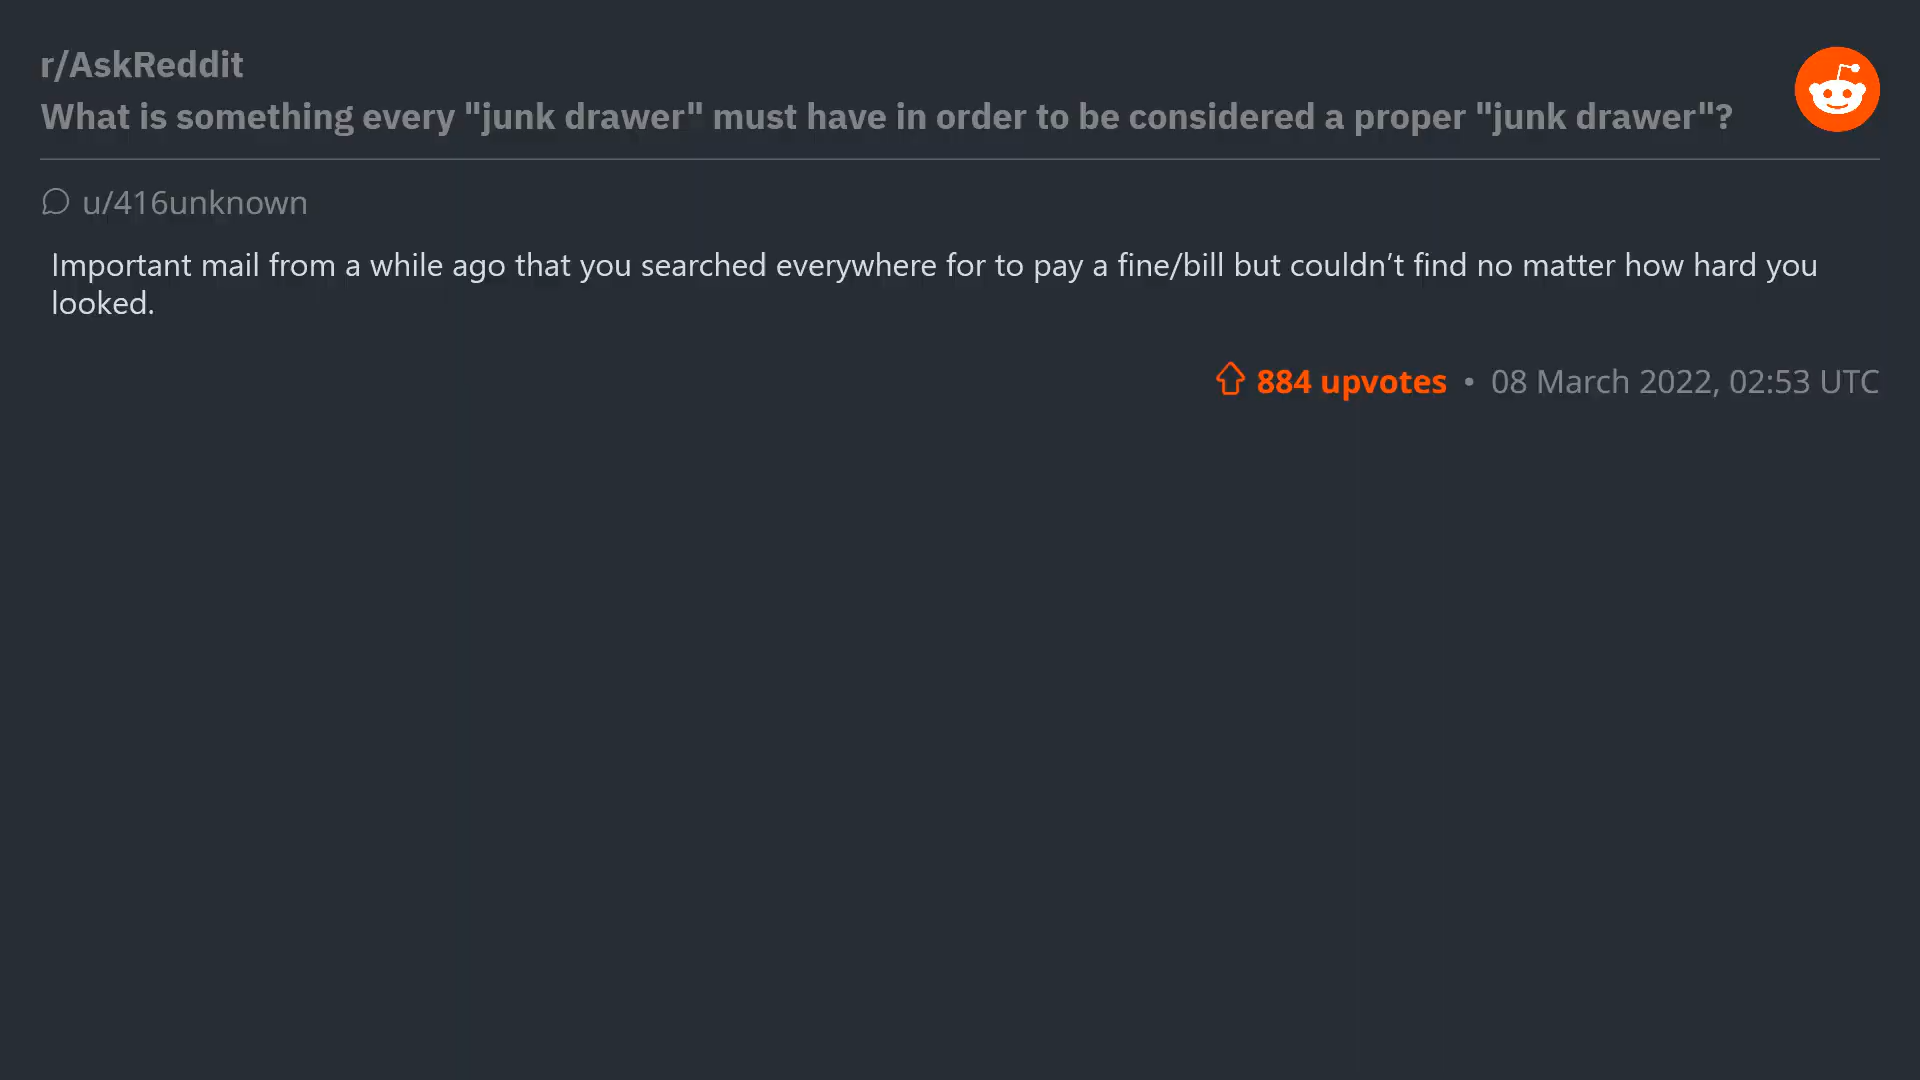 r/AskReddit
What is something every "junk drawer" must have in order to be considered a proper "junk drawer"?
u/416unknown
Important mail from a while ago that you searched everywhere for to pay a fine/bill but couldn’t find no matter how hard you
looked.
884 upvotes • 08 March 2022, 02:53 UTC